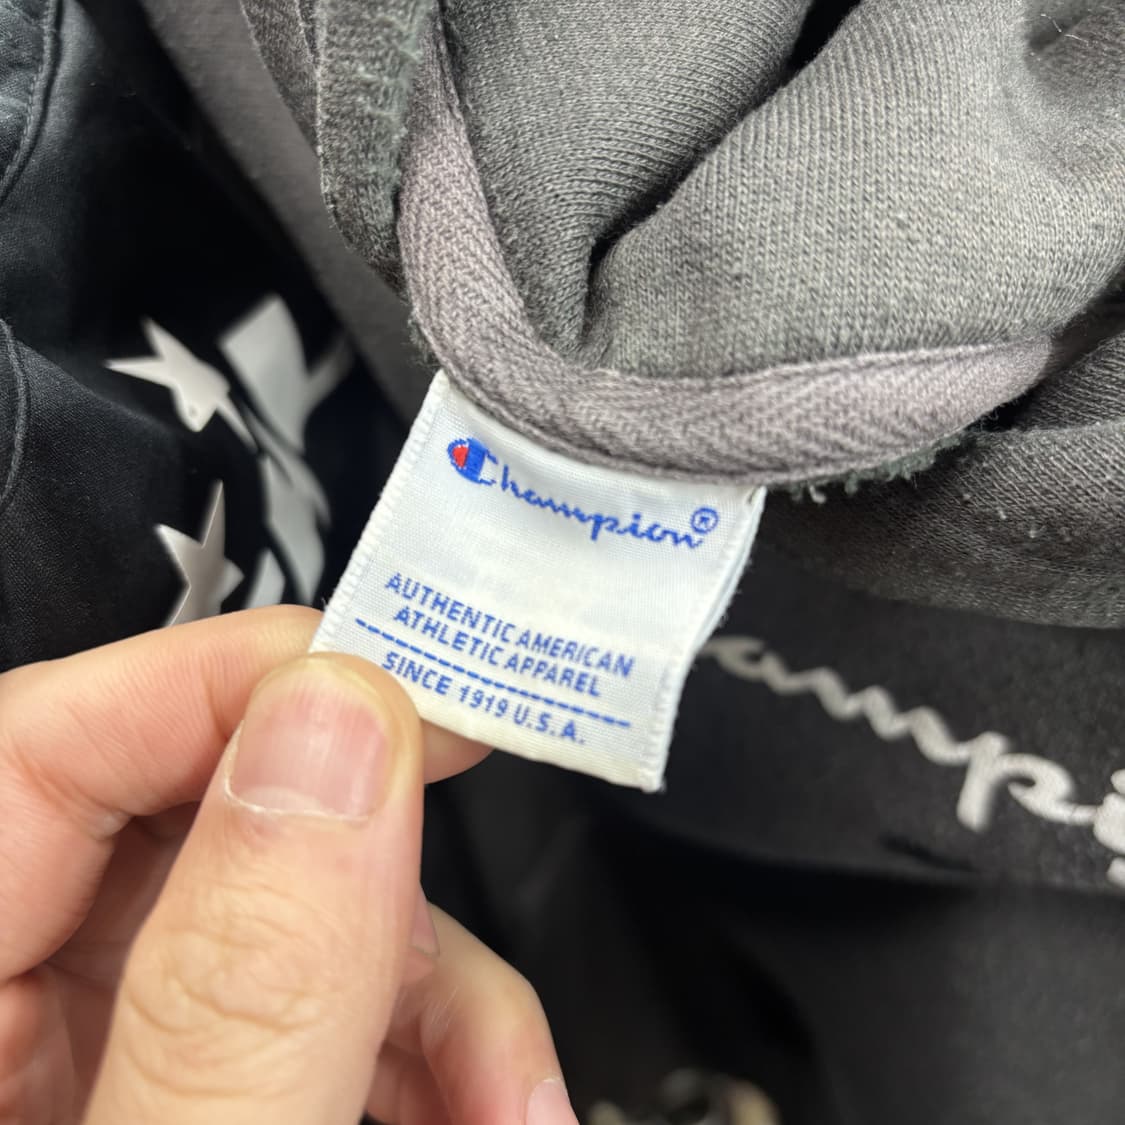 Champion®
AUTHENTIC AMERICAN
ATHLETIC APPAREL
SINCE 1919 U.S.A.